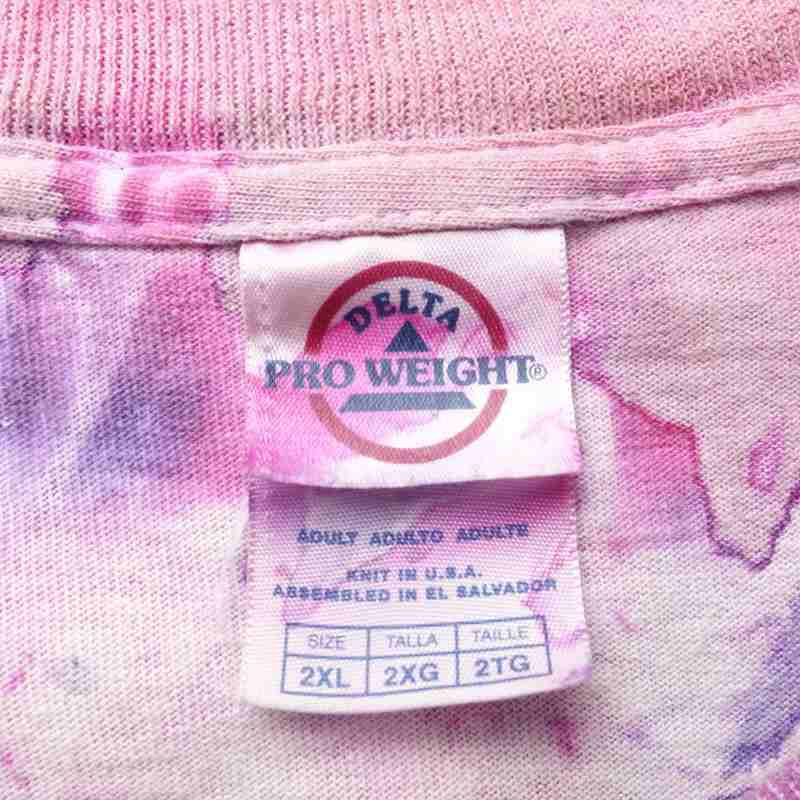 DELTA
PRO WEIGHT®
ADULT ADULTO ADULTE
KNIT IN U.S.A.
ASSEMBLED IN EL SALVADOR
SIZE TALLA TAILLE
2XL 2XG 2TG